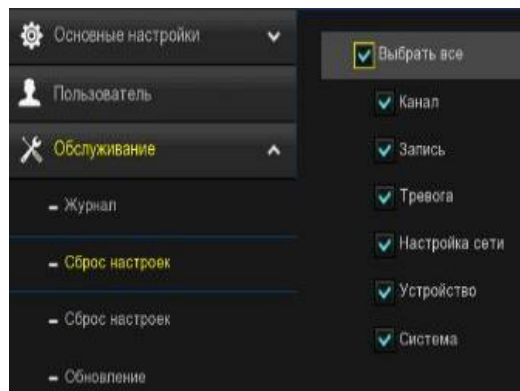 Основные настройки
Пользователь
Обслуживание
– Журнал
– Сброс настроек
– Сброс настроек
– Обновление
Выбрать все
Канал
Запись
Тревога
Настройка сети
Устройство
Система